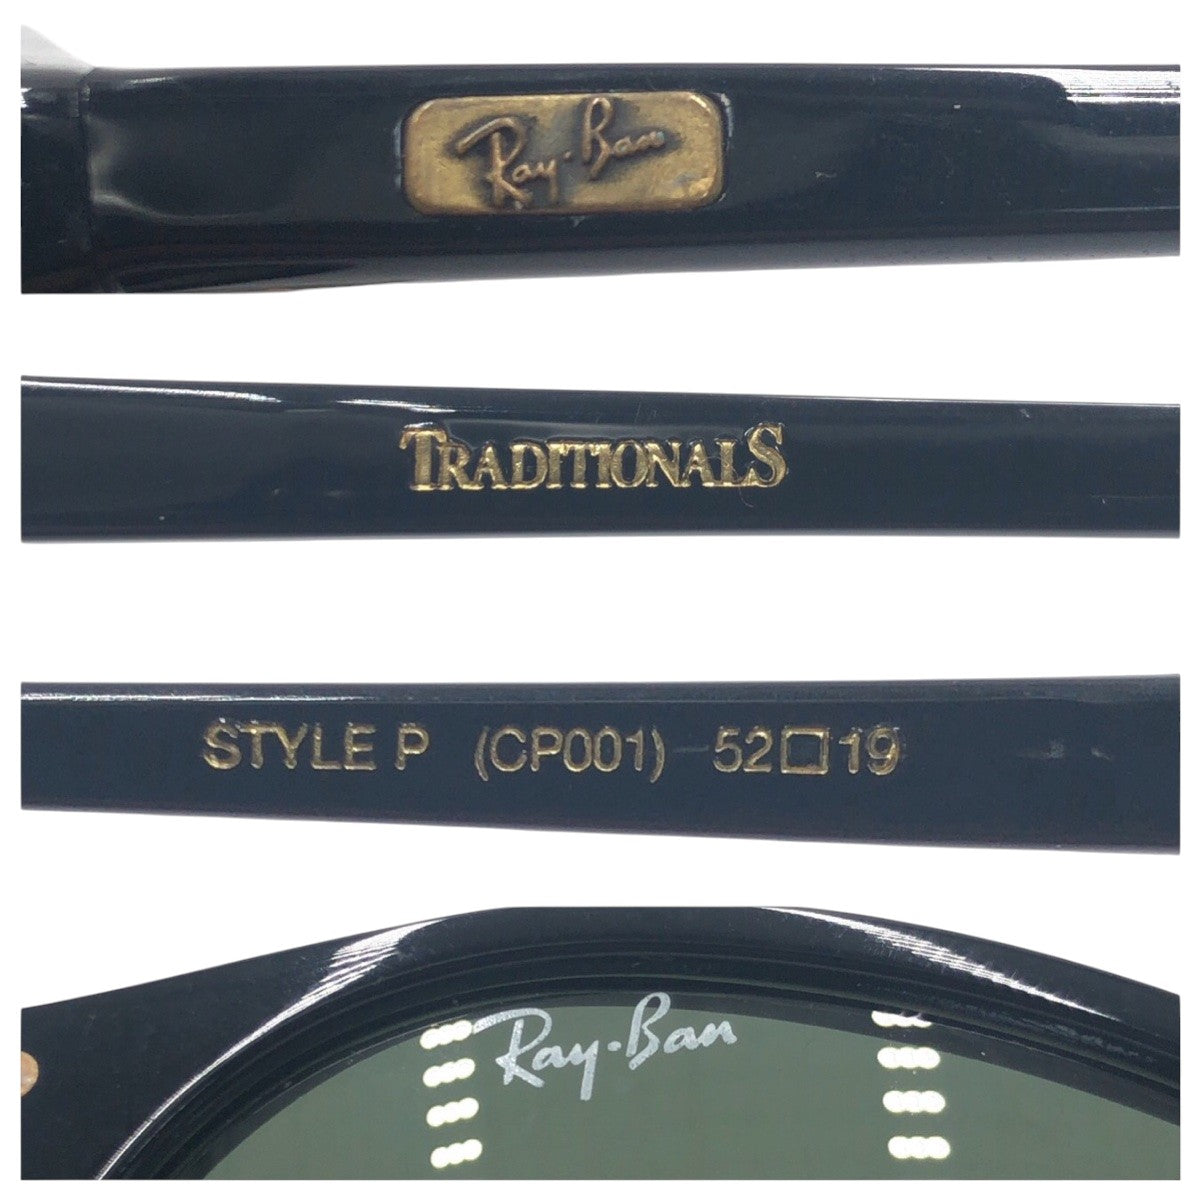 Ray-Ban
TRADITIONALS
STYLE P (CP001) 52□19
Ray-Ban